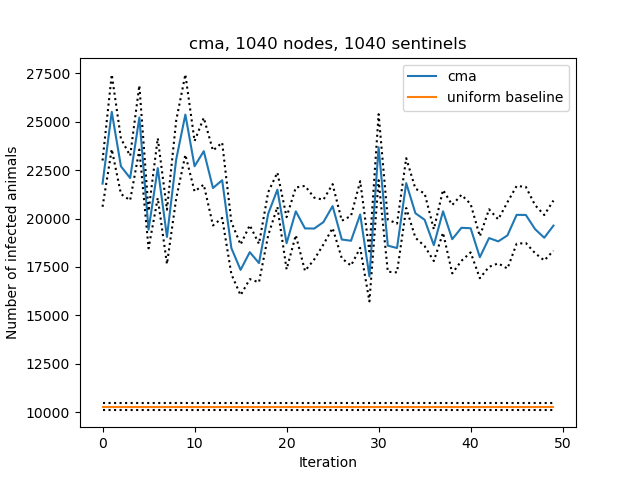 cma, 1040 nodes, 1040 sentinels
cma
uniform baseline
Number of infected animals
27500
25000
22500
20000
17500
15000
12500
10000
0 10 20 30 40 50
Iteration